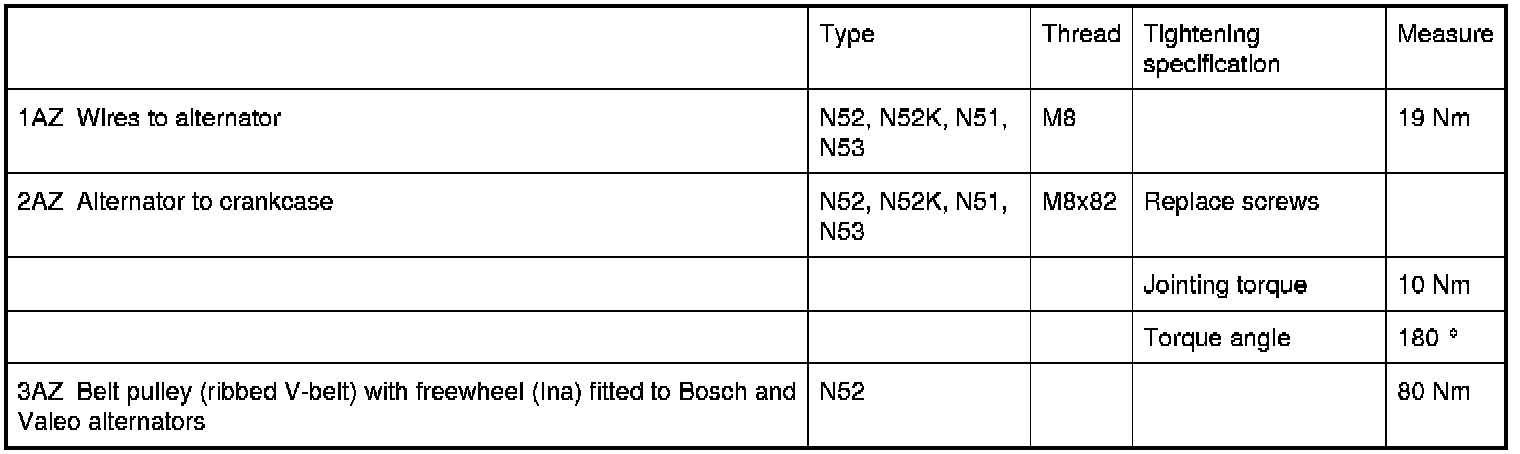 Type Thread Tightening Measure
specification
1AZ Wires to alternator N52, N52K, N51, M8 19 Nm
N53
2AZ Alternator to crankcase N52, N52K, N51, M8x82 Replace screws
N53
Jointing torque 10 Nm
Torque angle 180 °
3AZ Belt pulley (ribbed V-belt) with freewheel (Ina) fitted to Bosch and N52 80 Nm
Valeo alternators